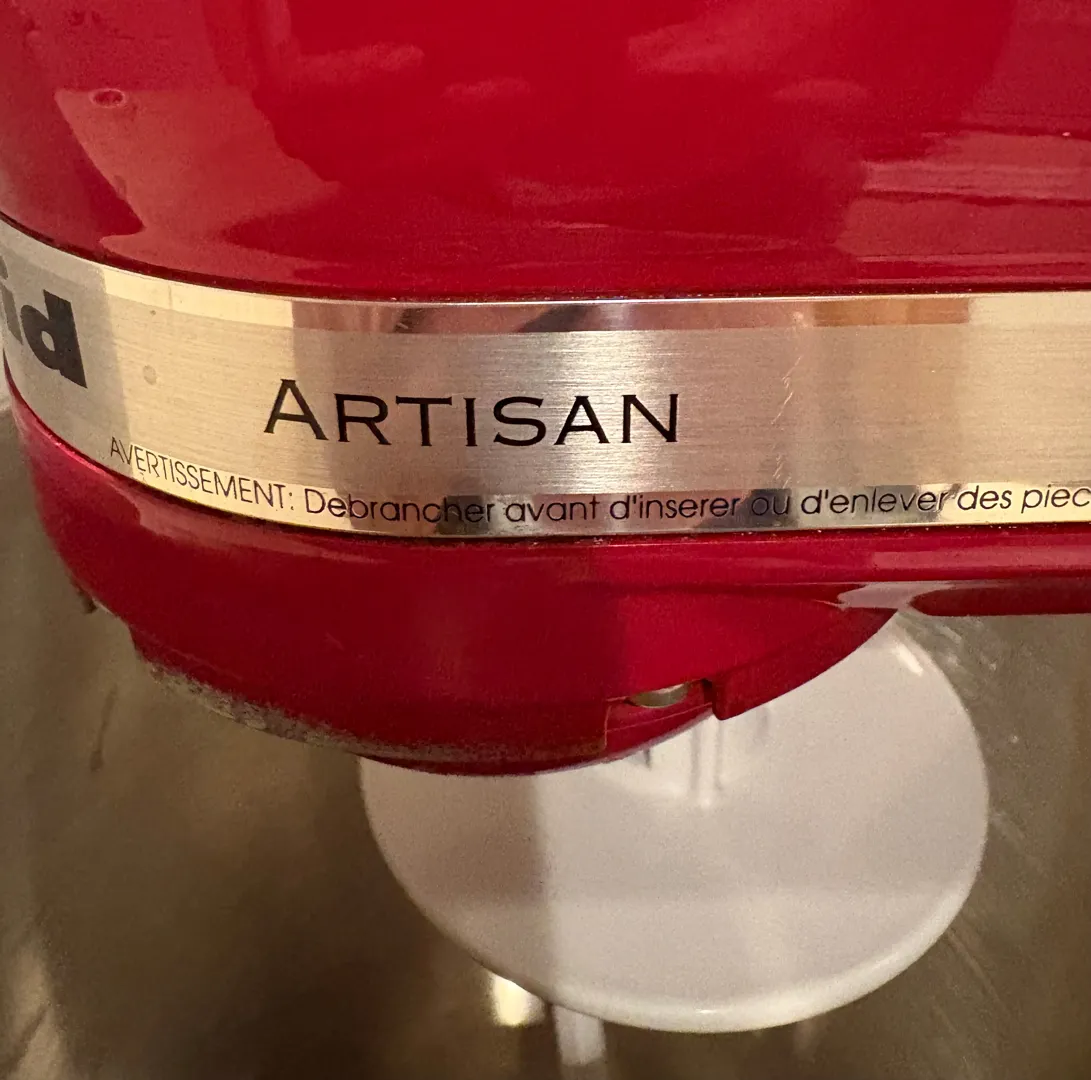 id
ARTISAN
AVERTISSEMENT: Debrancher avant d'inserer ou d'enlever des piec